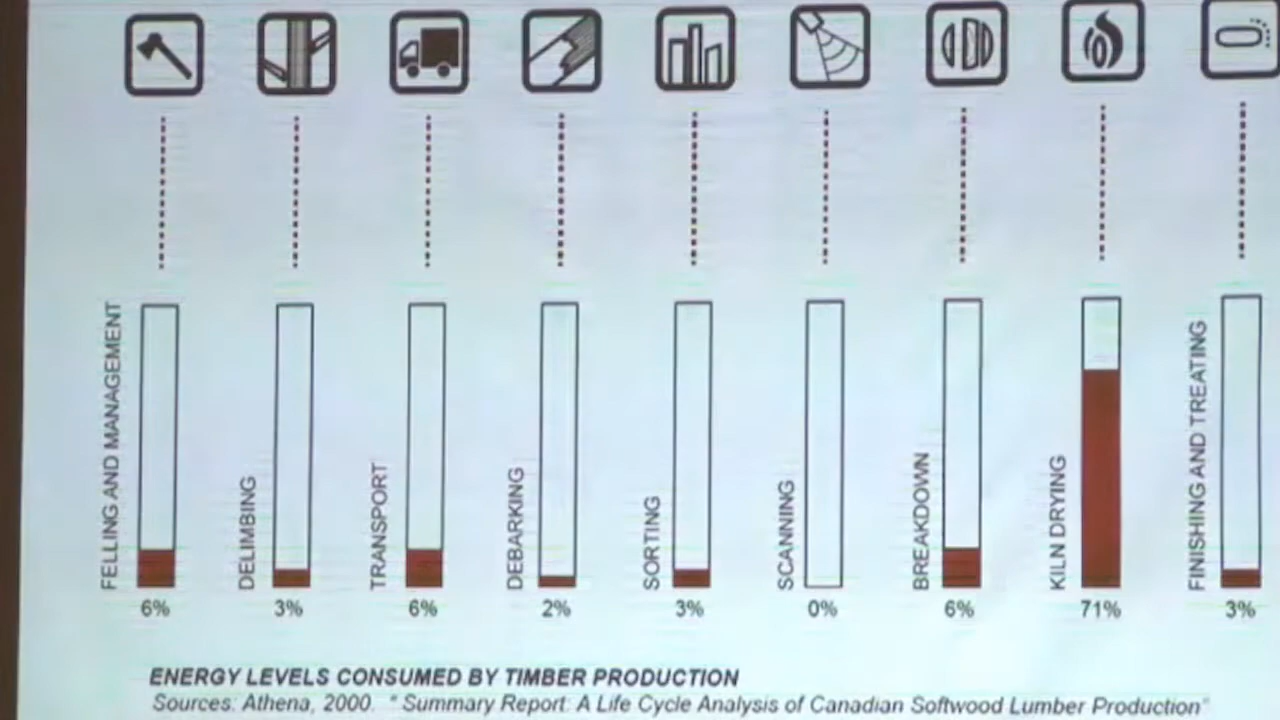 FELLING AND MANAGEMENT
6%
DELIMBING
3%
TRANSPORT
6%
DEBARKING
2%
SORTING
3%
SCANNING
0%
BREAKDOWN
6%
KILN DRYING
71%
FINISHING AND TREATING
3%
ENERGY LEVELS CONSUMED BY TIMBER PRODUCTION
Sources: Athena, 2000. "Summary Report: A Life Cycle Analysis of Canadian Softwood Lumber Production"